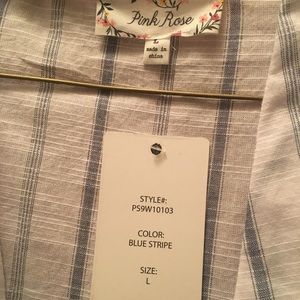 Pink Rose
L
made in
china
STYLE#:
PS9W10103
COLOR:
BLUE STRIPE
SIZE:
L